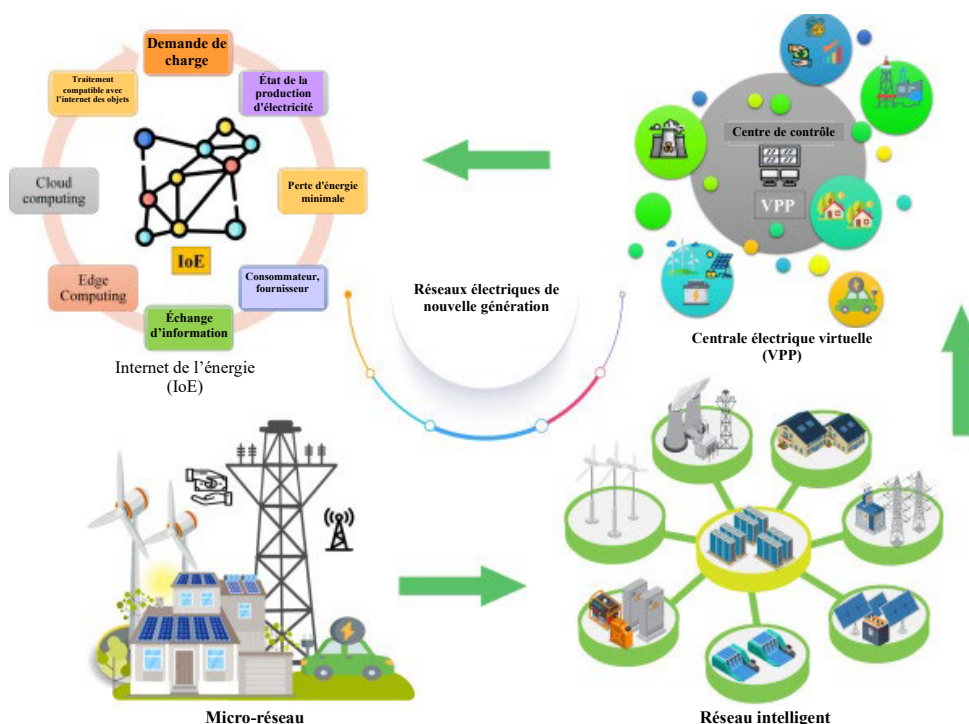 Demande de
charge
Traitement
compatible avec
l'internet des objets
État de la
production
d'électricité
Cloud
computing
Perte d'énergie
minimale
IoE
Edge
Computing
Consommateur,
fournisseur
Échange
d'information
Internet de l'énergie
(IoE)
Réseaux électriques de
nouvelle génération
Centre de contrôle
VPP
Centrale électrique virtuelle
(VPP)
Micro-réseau
Réseau intelligent